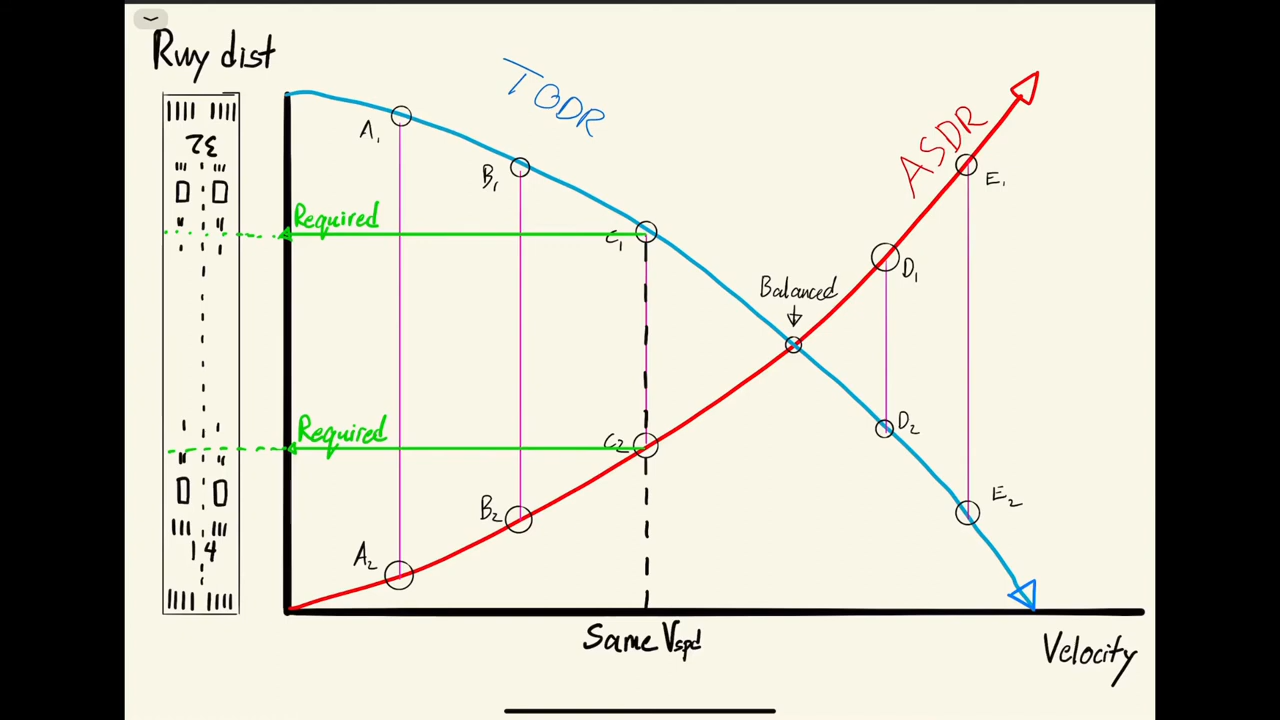 Rwy dist
TODR
ASDR
32
A1
B1
E1
Required
C1
D1
Balanced
Required
C2
D2
B2
E2
14
A2
Same Vspd
Velocity